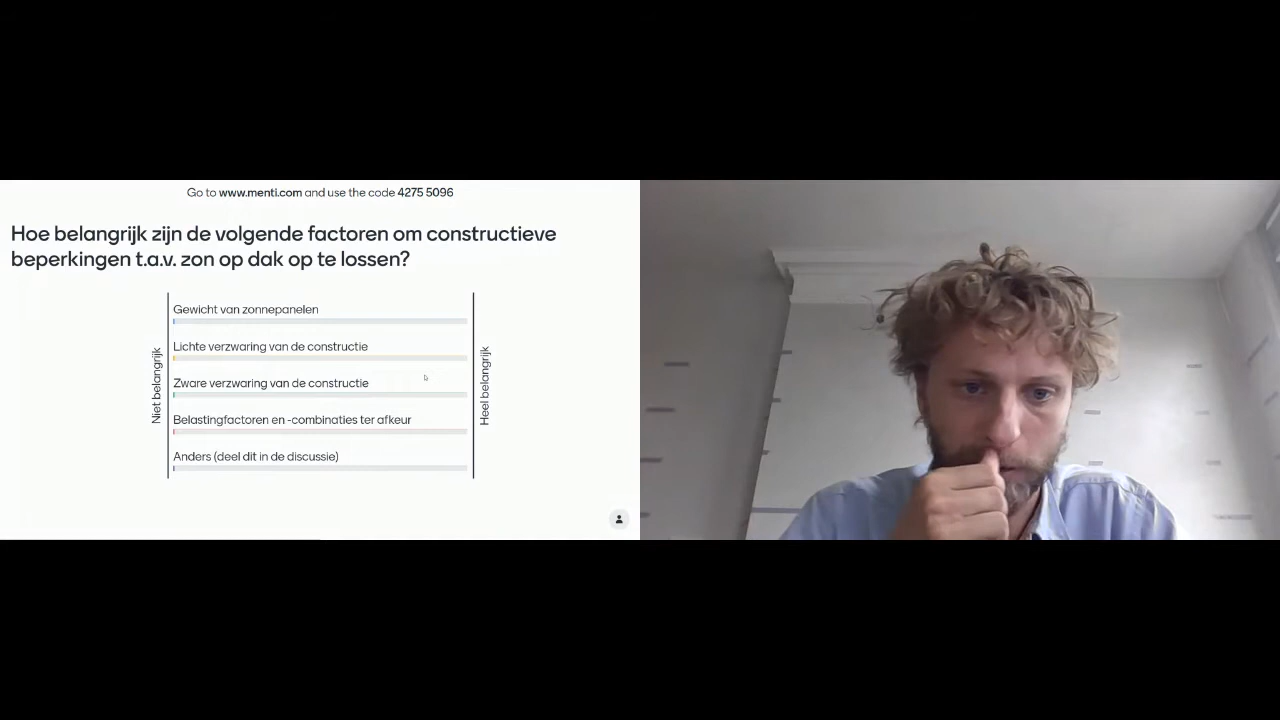 Go to www.menti.com and use the code 4275 5096
Hoe belangrijk zijn de volgende factoren om constructieve
beperkingen t.a.v. zon op dak op te lossen?
Niet belangrijk
Gewicht van zonnepanelen
Lichte verzwaring van de constructie
Zware verzwaring van de constructie
Belastingfactoren en -combinaties ter afkeur
Anders (deel dit in de discussie)
Heel belangrijk